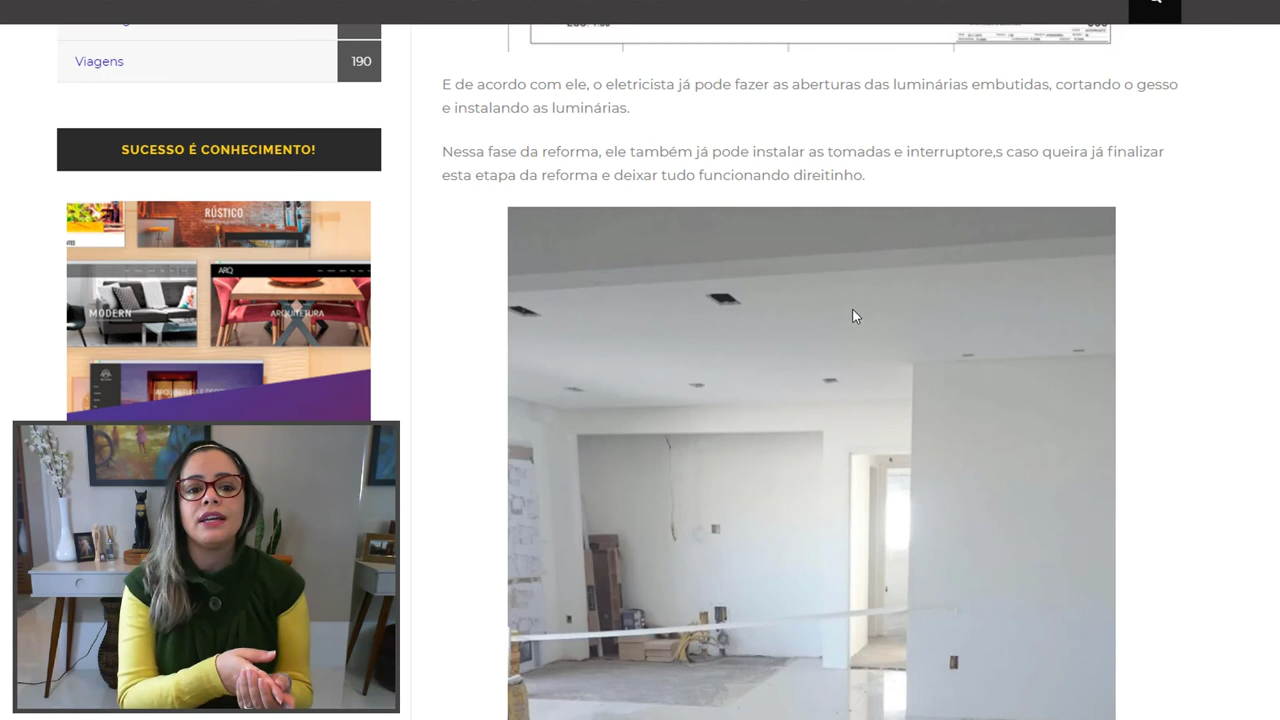 Viagens 190
SUCESSO É CONHECIMENTO!
RÚSTICO
MODERN
ARQ
ARQUITETURA
E de acordo com ele, o eletricista já pode fazer as aberturas das luminárias embutidas, cortando o gesso
e instalando as luminárias.
Nessa fase da reforma, ele também já pode instalar as tomadas e interruptore,s caso queira já finalizar
esta etapa da reforma e deixar tudo funcionando direitinho.